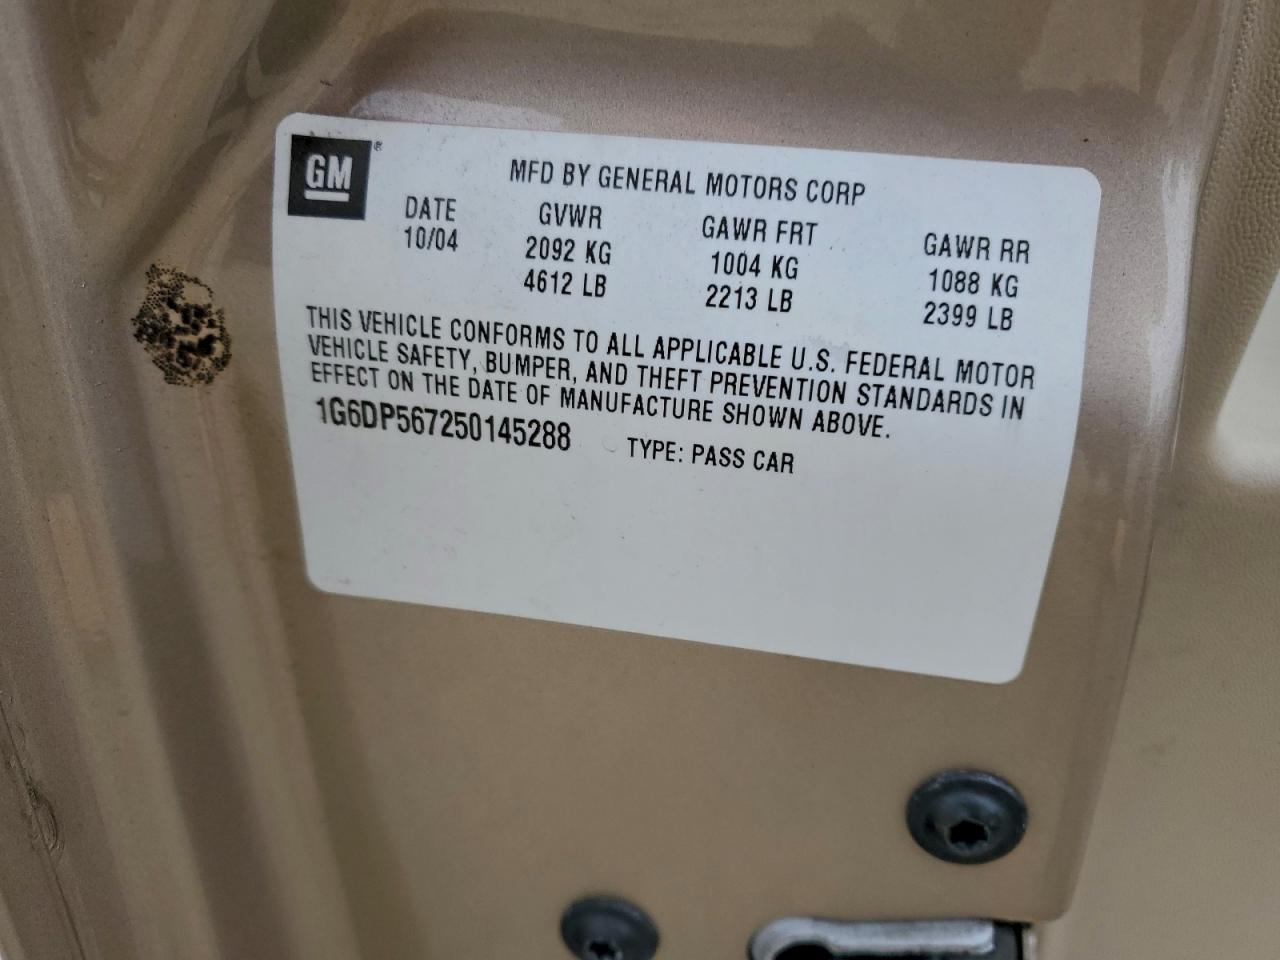 GM®
MFD BY GENERAL MOTORS CORP
DATE GVWR GAWR FRT GAWR RR
10/04 2092 KG 1004 KG 1088 KG
4612 LB 2213 LB 2399 LB
THIS VEHICLE CONFORMS TO ALL APPLICABLE U.S. FEDERAL MOTOR
VEHICLE SAFETY, BUMPER, AND THEFT PREVENTION STANDARDS IN
EFFECT ON THE DATE OF MANUFACTURE SHOWN ABOVE.
1G6DP567250145288 TYPE: PASS CAR